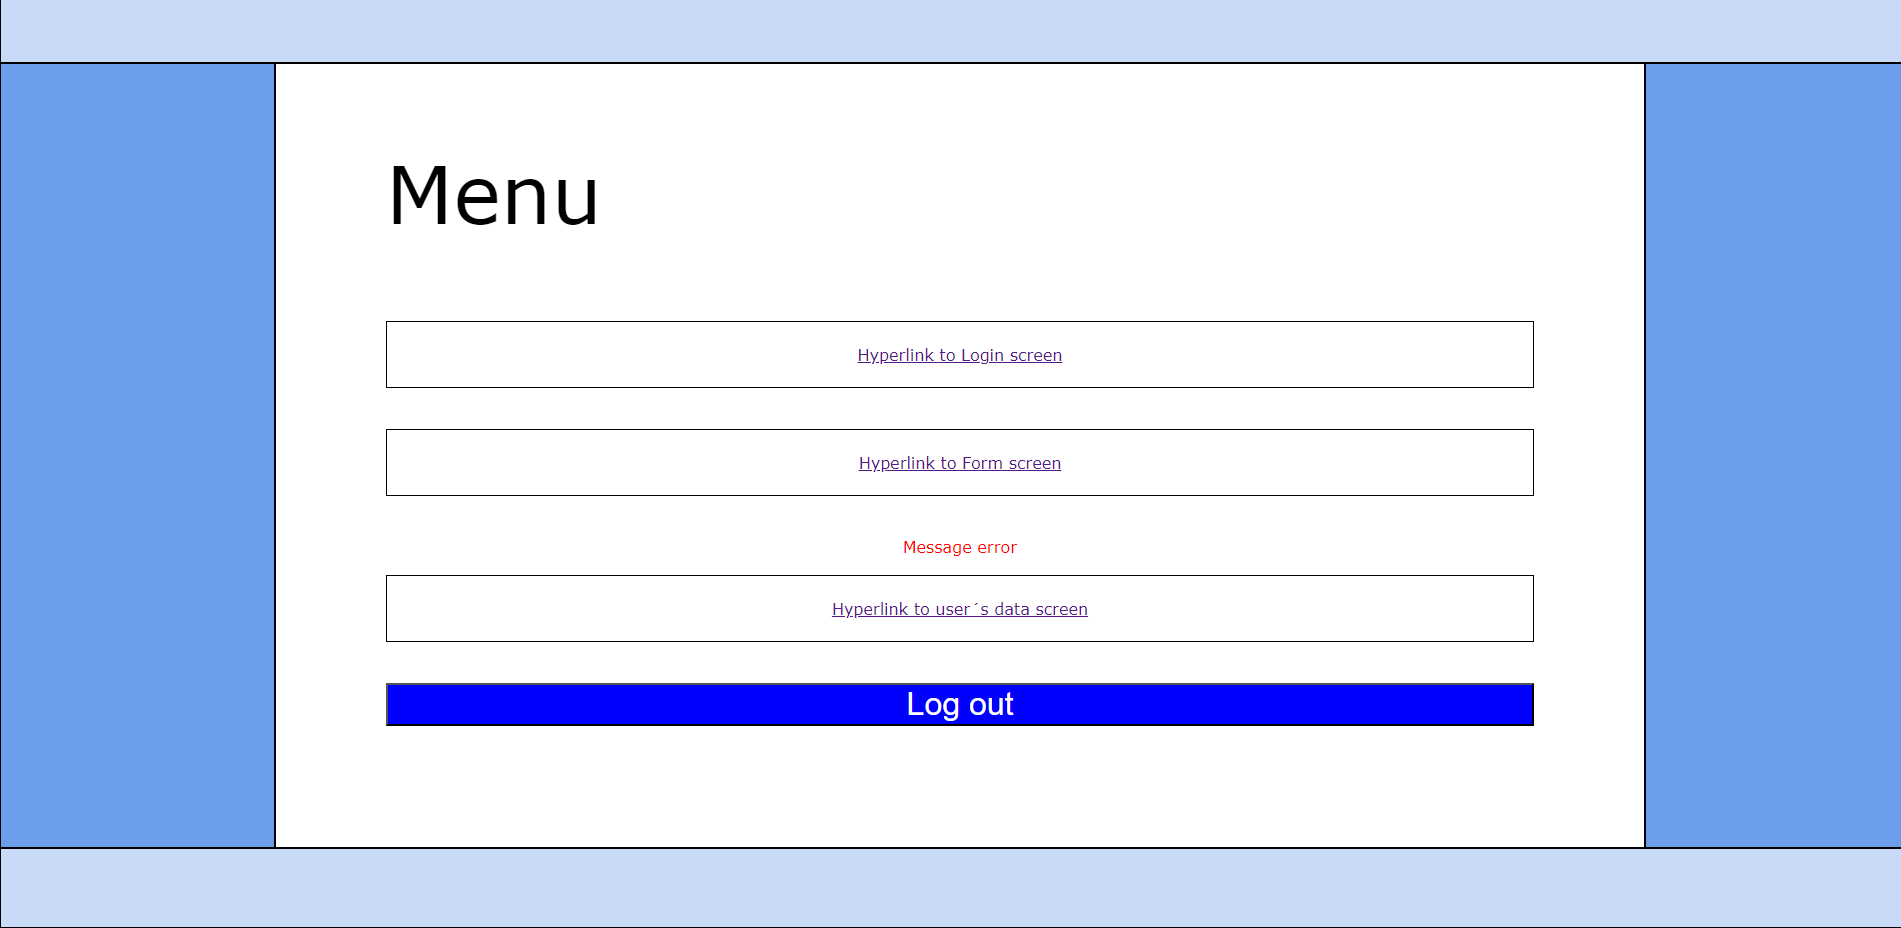 Menu
Hyperlink to Login screen
Hyperlink to Form screen
Message error
Hyperlink to user´s data screen
Log out